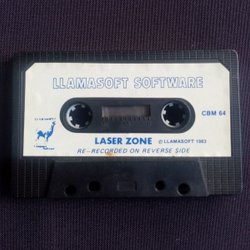 LLAMASOFT SOFTWARE
CBM 64
LASER ZONE © LLAMASOFT 1983
RE-RECORDED ON REVERSE SIDE